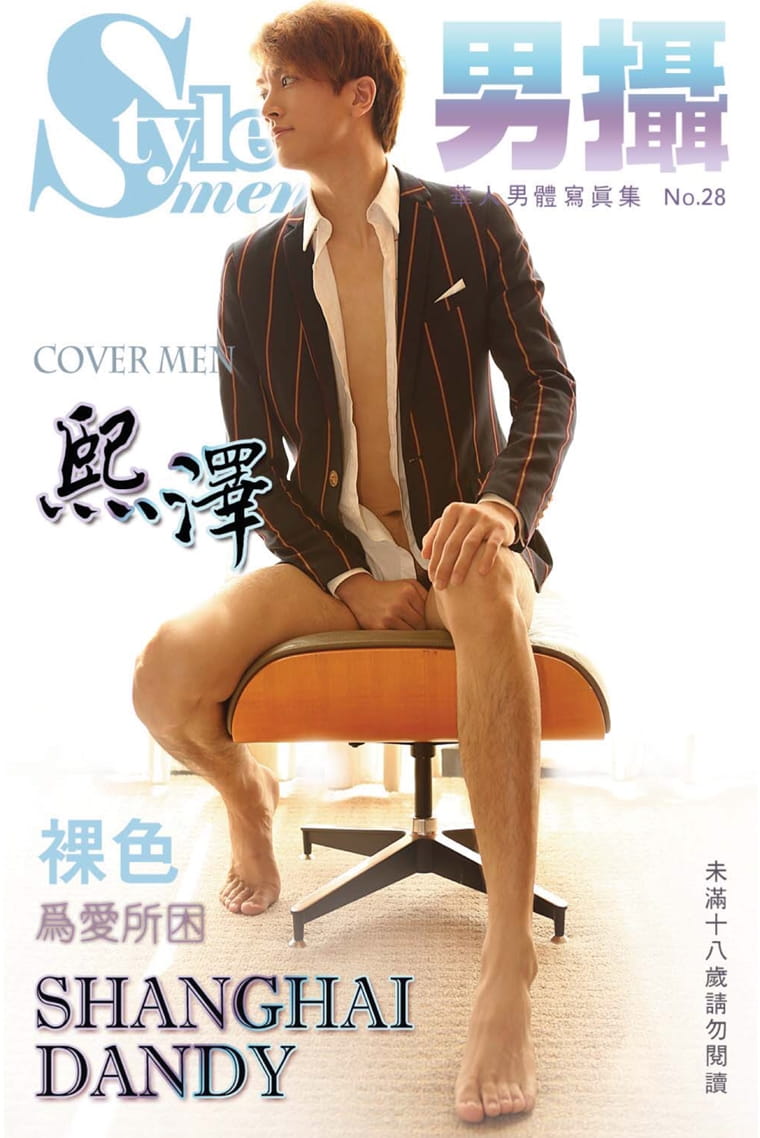 Style
men
男攝
華人男體寫眞集 No.28
COVER MEN
熙澤
裸色
爲愛所困
SHANGHAI
DANDY
未滿十八歲請勿閱讀